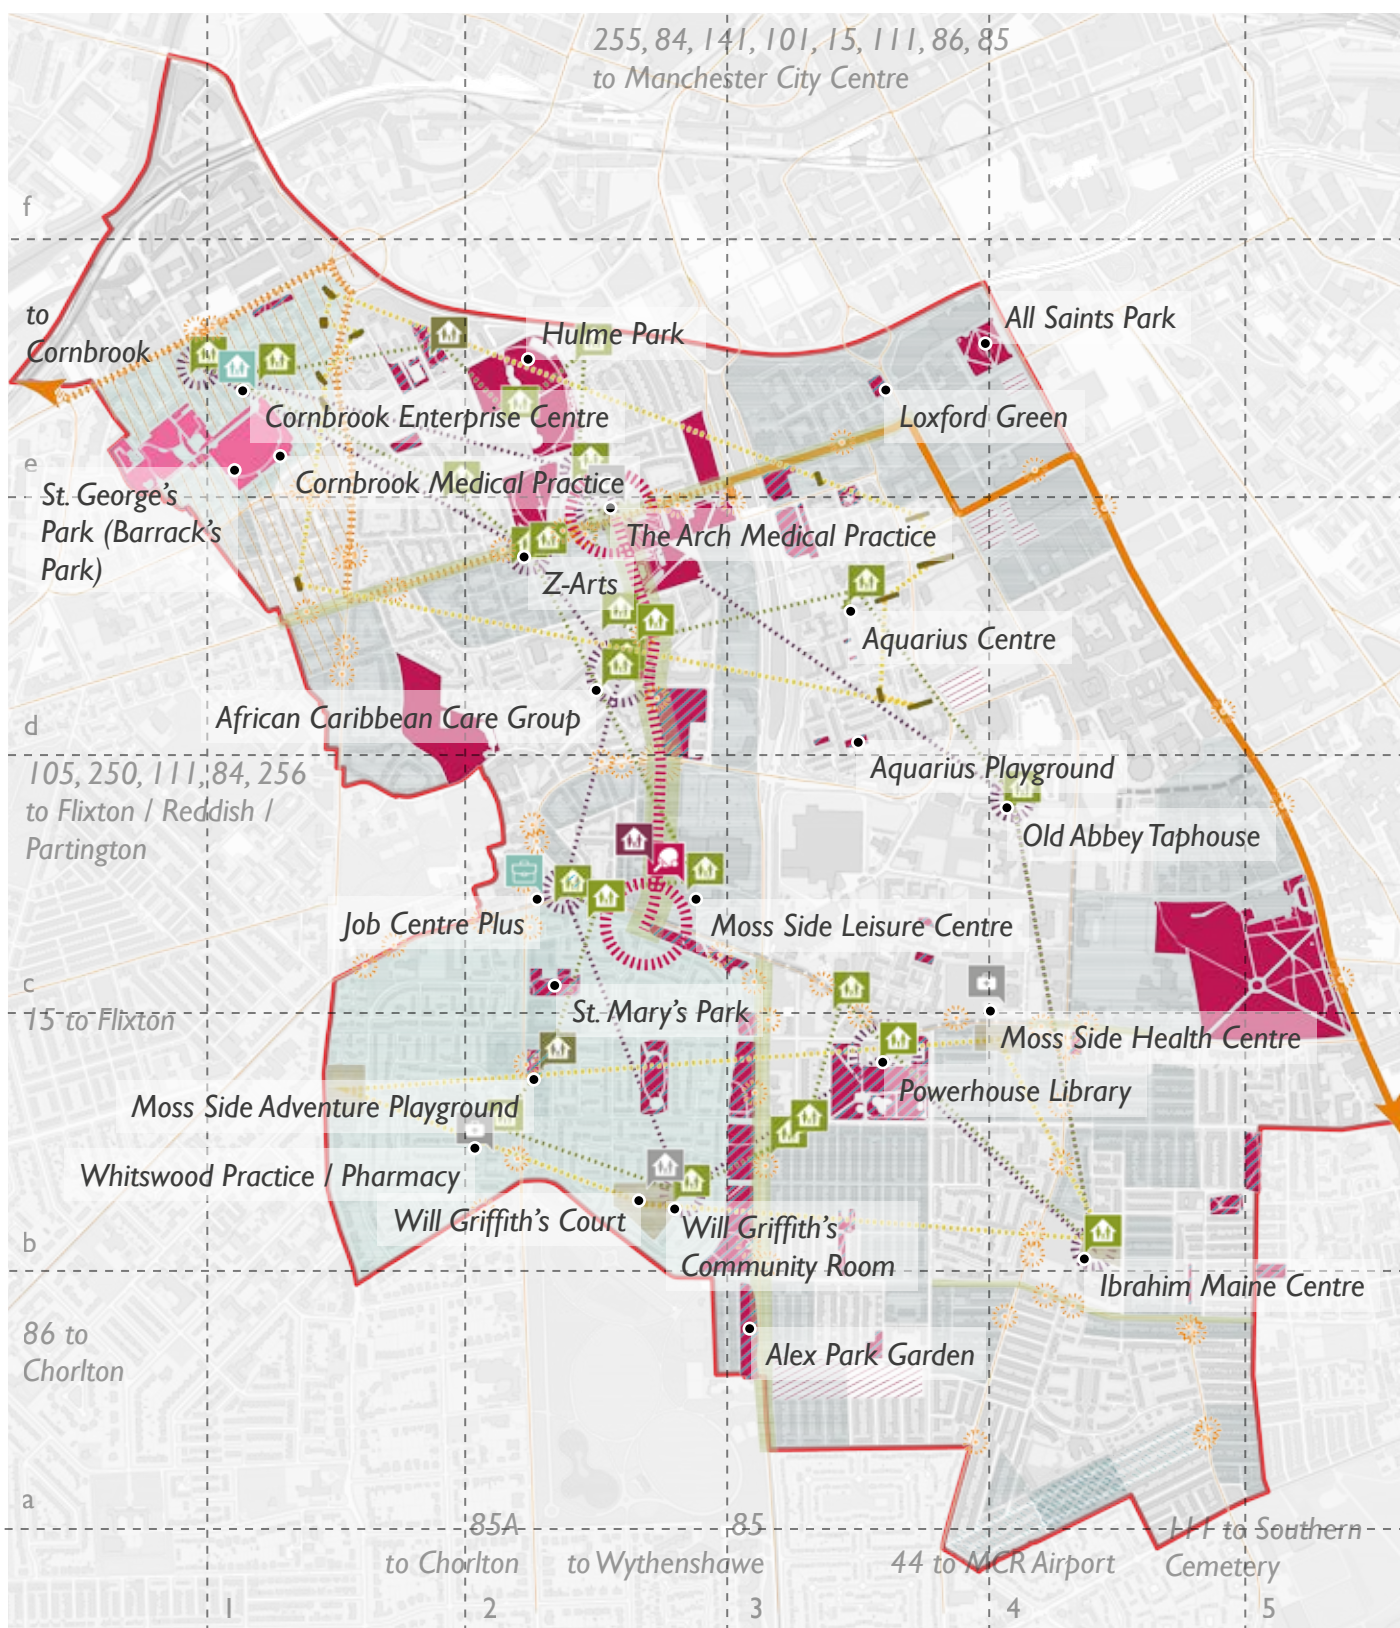 255, 84, 141, 101, 15, 111, 86, 85
to Manchester City Centre
f
to
Cornbrook
Hulme Park
All Saints Park
Cornbrook Enterprise Centre
Loxford Green
e
Cornbrook Medical Practice
St. George's
Park (Barrack's
Park)
The Arch Medical Practice
Z-Arts
Aquarius Centre
African Caribbean Care Group
d
105, 250, 111, 84, 256
to Flixton / Reddish /
Partington
Aquarius Playground
Old Abbey Taphouse
Job Centre Plus
Moss Side Leisure Centre
c
15 to Flixton
St. Mary's Park
Moss Side Health Centre
Powerhouse Library
Moss Side Adventure Playground
Whitswood Practice / Pharmacy
Will Griffith's Court
Will Griffith's
Community Room
b
Ibrahim Maine Centre
86 to
Chorlton
Alex Park Garden
a
85A
to Chorlton
85
to Wythenshawe
44 to MCR Airport
111 to Southern
Cemetery
1
2
3
4
5